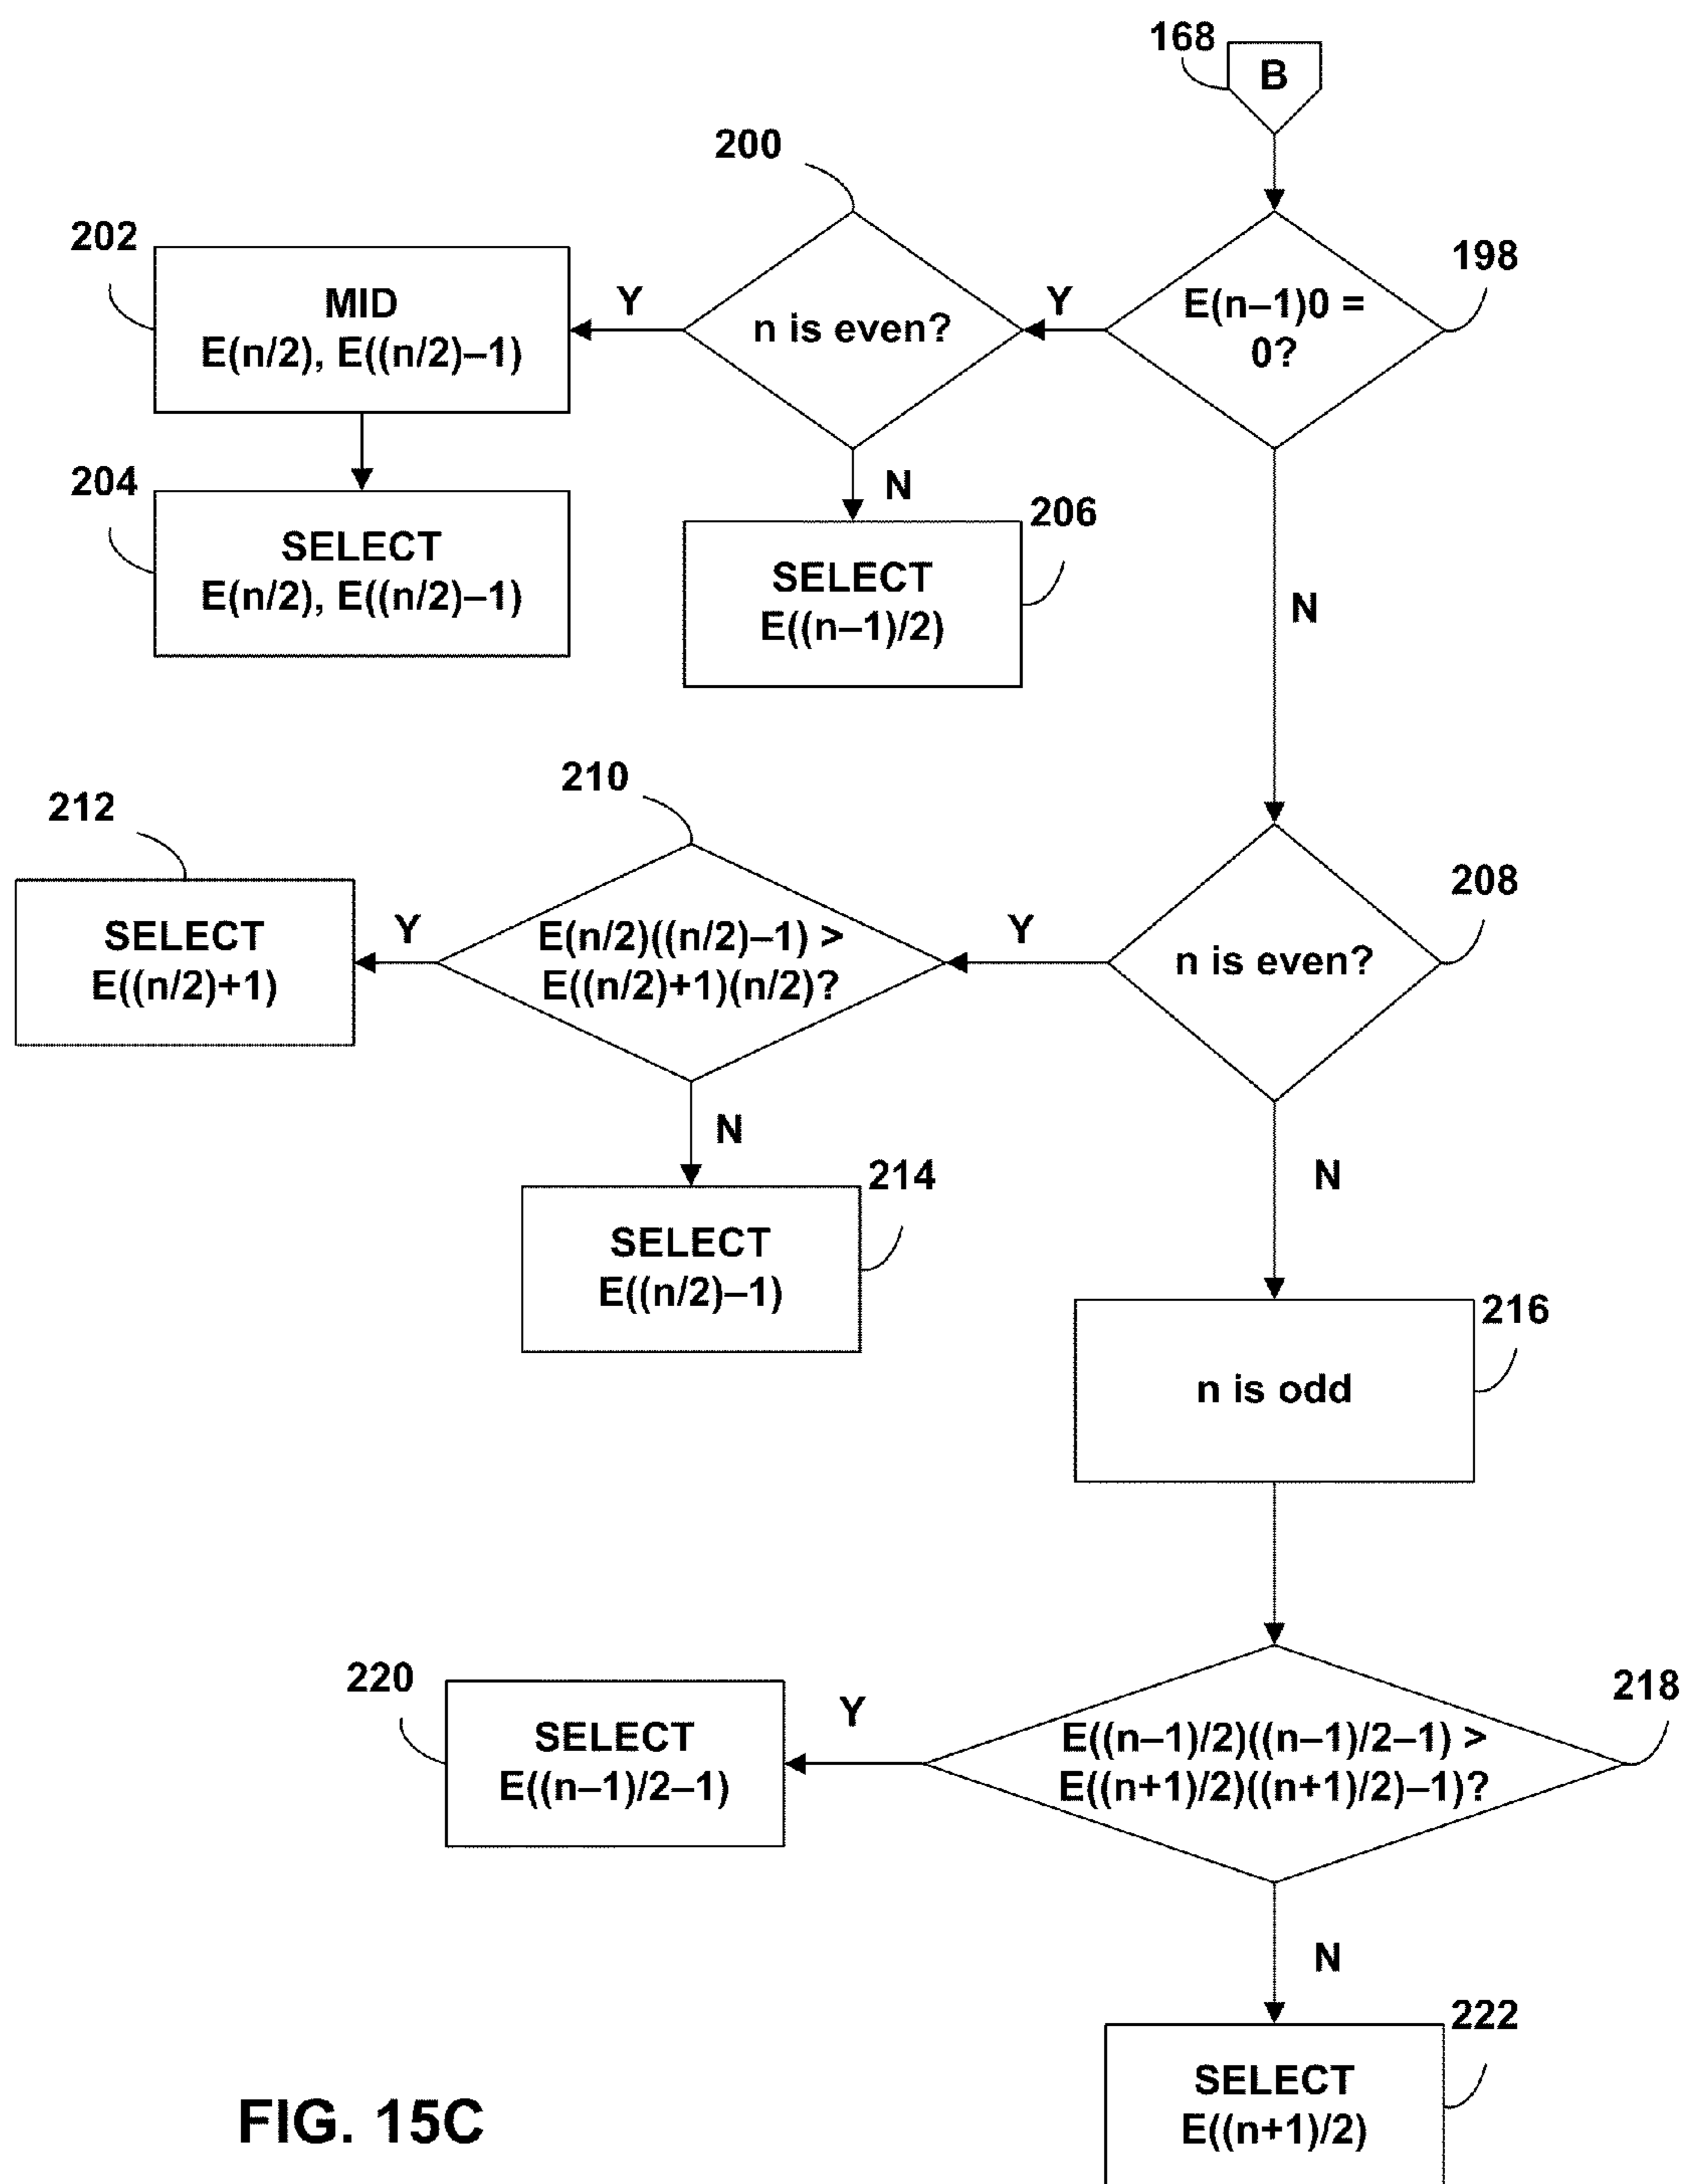 168
B
200
202
198
MID
E(n/2), E((n/2)–1)
Y
n is even?
Y
E(n–1)0 =
0?
204
SELECT
E(n/2), E((n/2)–1)
N
206
SELECT
E((n–1)/2)
N
210
212
208
SELECT
E((n/2)+1)
Y
E(n/2)((n/2)–1) >
E((n/2)+1)(n/2)?
Y
n is even?
N
214
SELECT
E((n/2)–1)
N
216
n is odd
220
218
SELECT
E((n–1)/2–1)
Y
E((n–1)/2)((n–1)/2–1) >
E((n+1)/2)((n+1)/2)–1)?
N
222
SELECT
E((n+1)/2)
FIG. 15C